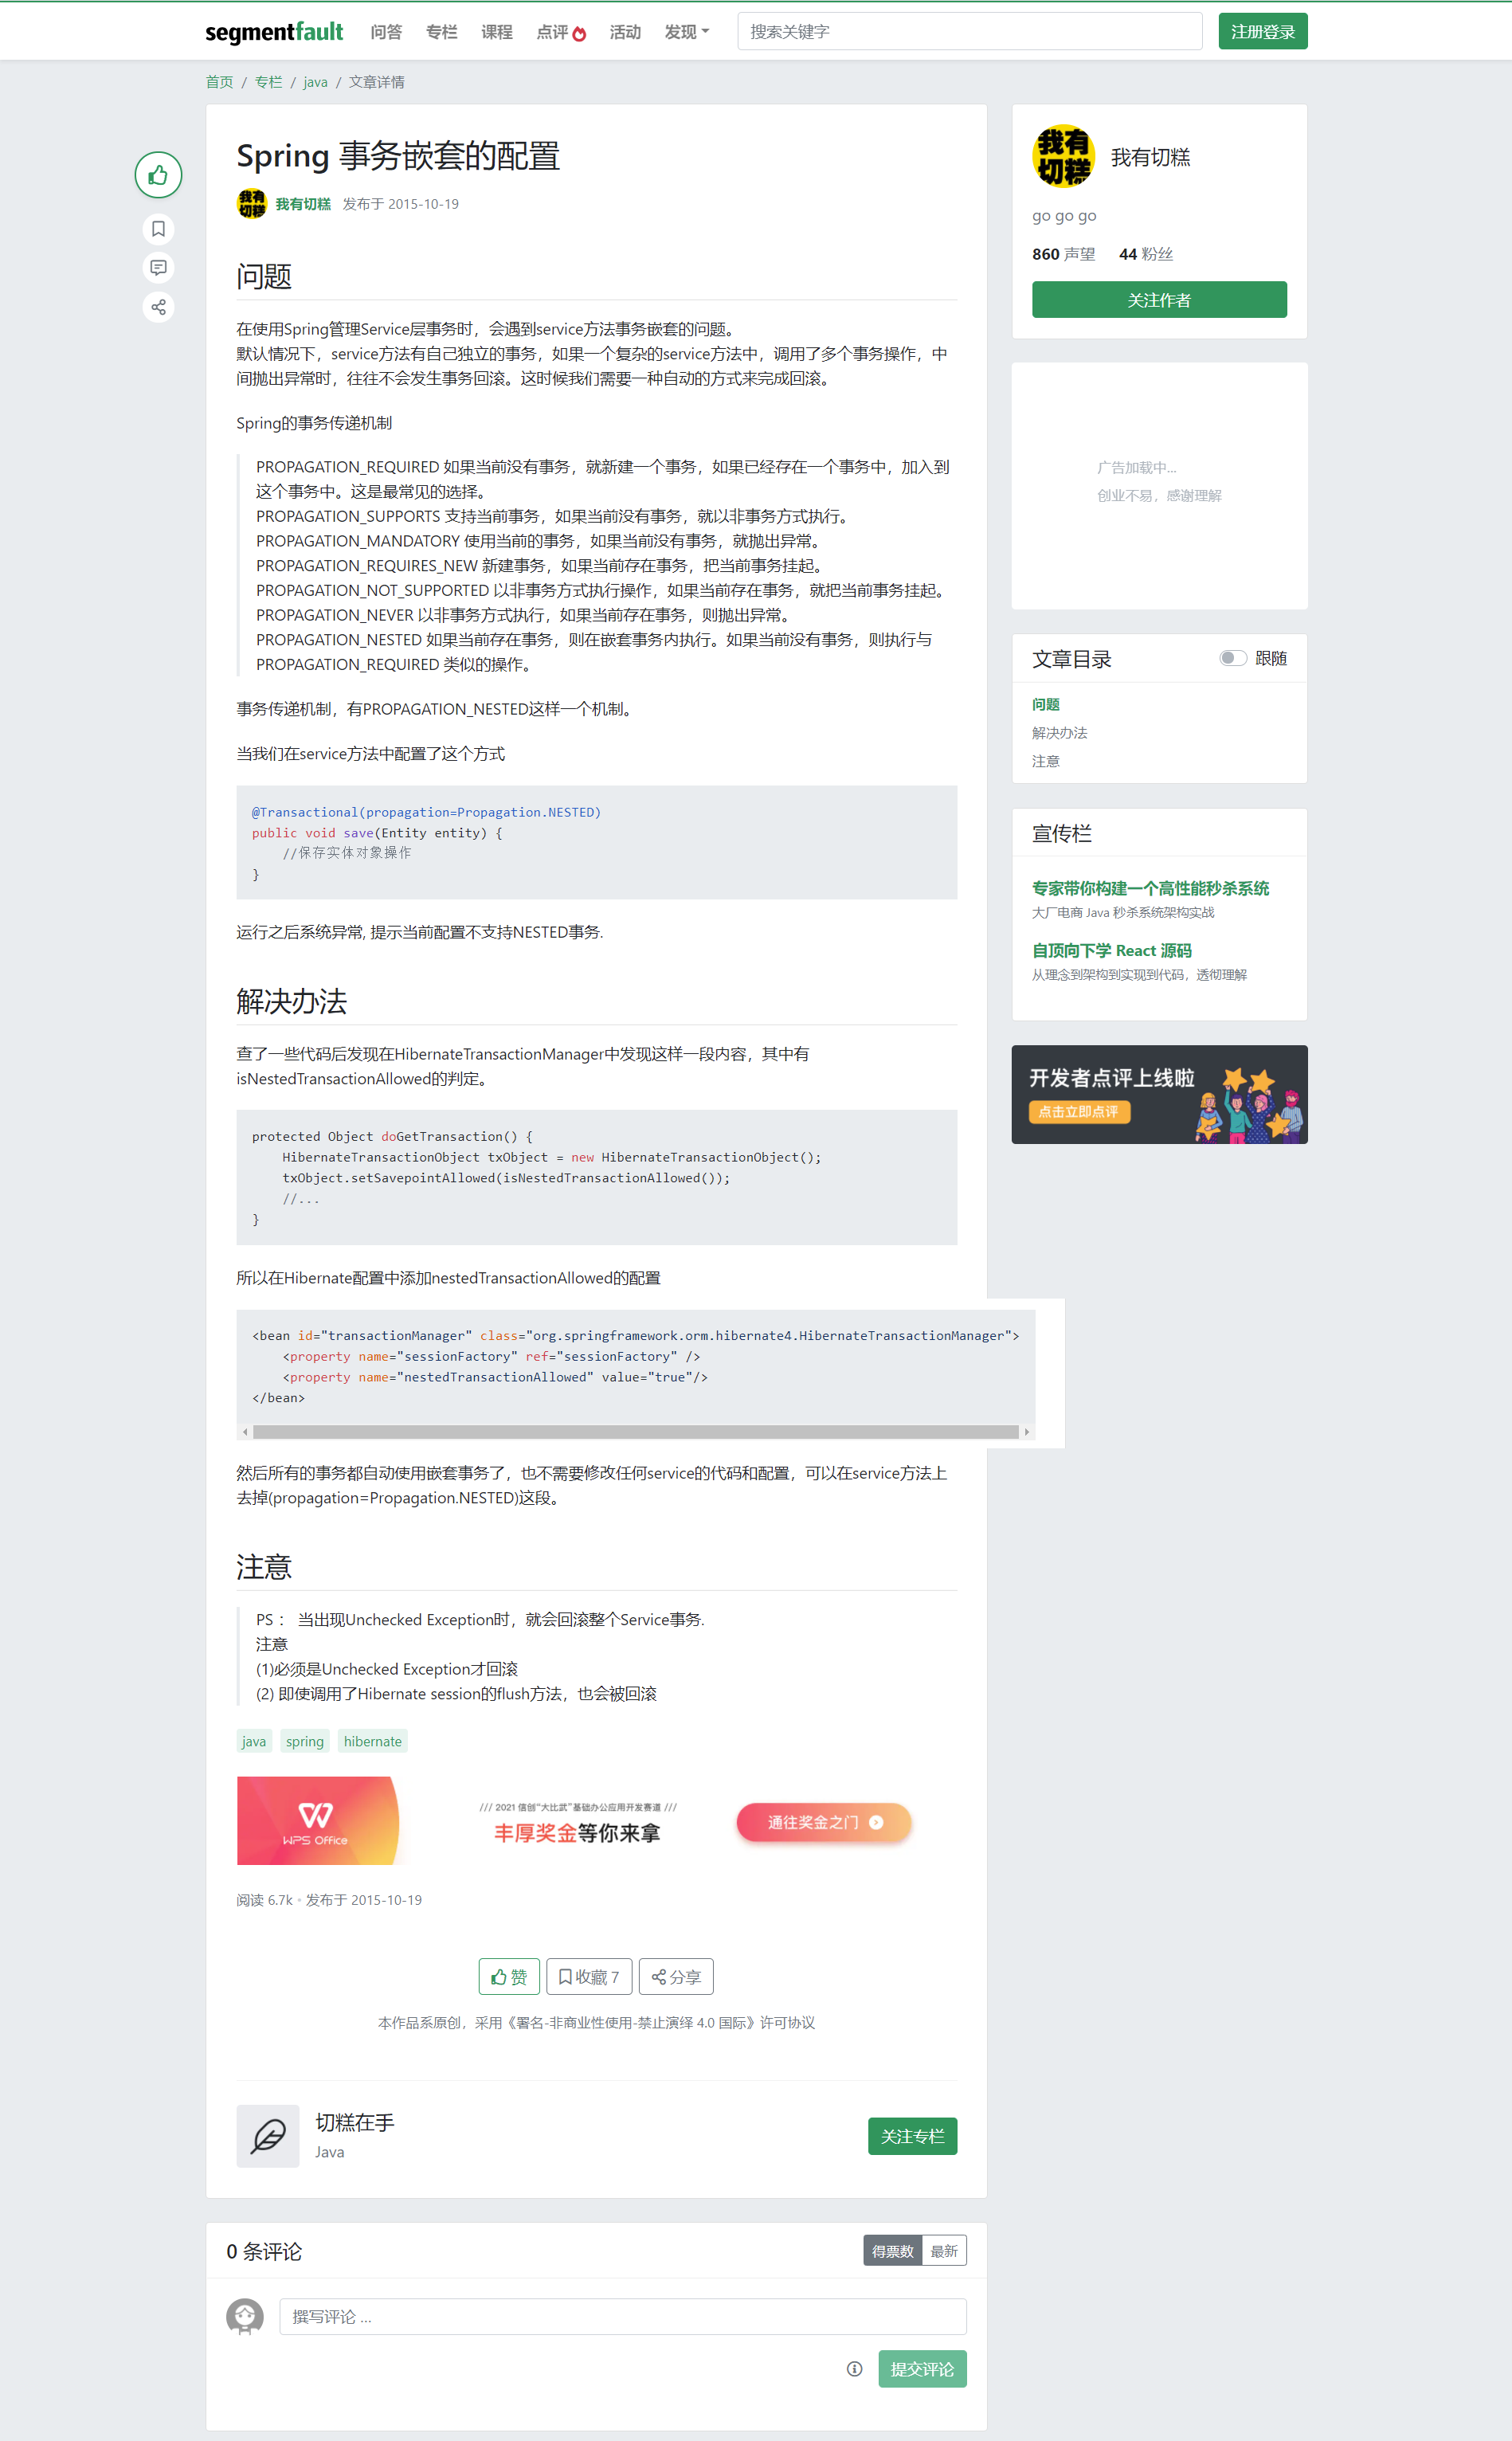 segmentfault 问答 专栏 课程 点评 活动 发现 搜索关键字 注册登录
首页 / 专栏 / java / 文章详情
Spring 事务嵌套的配置
我有切糕 发布于 2015-10-19
问题
在使用Spring管理Service层事务时，会遇到service方法事务嵌套的问题。
默认情况下，service方法有自己独立的事务，如果一个复杂的service方法中，调用了多个事务操作，中
间抛出异常时，往往不会发生事务回滚。这时候我们需要一种自动的方式来完成回滚。
Spring的事务传递机制
PROPAGATION_REQUIRED 如果当前没有事务，就新建一个事务，如果已经存在一个事务中，加入到
这个事务中。这是最常见的选择。
PROPAGATION_SUPPORTS 支持当前事务，如果当前没有事务，就以非事务方式执行。
PROPAGATION_MANDATORY 使用当前的事务，如果当前没有事务，就抛出异常。
PROPAGATION_REQUIRES_NEW 新建事务，如果当前存在事务，把当前事务挂起。
PROPAGATION_NOT_SUPPORTED 以非事务方式执行操作，如果当前存在事务，就把当前事务挂起。
PROPAGATION_NEVER 以非事务方式执行，如果当前存在事务，则抛出异常。
PROPAGATION_NESTED 如果当前存在事务，则在嵌套事务内执行。如果当前没有事务，则执行与
PROPAGATION_REQUIRED 类似的操作。
事务传递机制，有PROPAGATION_NESTED这样一个机制。
当我们在service方法中配置了这个方式
@Transactional(propagation=Propagation.NESTED)
public void save(Entity entity) {
    //保存实体对象操作
}
运行之后系统异常, 提示当前配置不支持NESTED事务.
解决办法
查了一些代码后发现在HibernateTransactionManager中发现这样一段内容，其中有
isNestedTransactionAllowed的判定。
protected Object doGetTransaction() {
    HibernateTransactionObject txObject = new HibernateTransactionObject();
    txObject.setSavepointAllowed(isNestedTransactionAllowed());
    //...
}
所以在Hibernate配置中添加nestedTransactionAllowed的配置
<bean id="transactionManager" class="org.springframework.orm.hibernate4.HibernateTransactionManager">
    <property name="sessionFactory" ref="sessionFactory" />
    <property name="nestedTransactionAllowed" value="true"/>
</bean>
然后所有的事务都自动使用嵌套事务了，也不需要修改任何service的代码和配置，可以在service方法上
去掉(propagation=Propagation.NESTED)这段。
注意
PS： 当出现Unchecked Exception时，就会回滚整个Service事务.
注意
(1)必须是Unchecked Exception才回滚
(2) 即使调用了Hibernate session的flush方法，也会被回滚
java spring hibernate
WPS Office
/// 2021 信创“大比武”基础办公应用开发赛道 ///
丰厚奖金等你来拿
通往奖金之门
阅读 6.7k • 发布于 2015-10-19
赞 收藏 7 分享
本作品系原创，采用《署名-非商业性使用-禁止演绎 4.0 国际》许可协议
切糕在手
Java
关注专栏
0 条评论
得票数 最新
撰写评论 ...
提交评论
我有切糕
我有切糕
go go go
860 声望 44 粉丝
关注作者
广告加载中...
创业不易，感谢理解
文章目录 跟随
问题
解决办法
注意
宣传栏
专家带你构建一个高性能秒杀系统
大厂电商 Java 秒杀系统架构实战
自顶向下学 React 源码
从理念到架构到实现到代码，透彻理解
开发者点评上线啦
点击立即点评